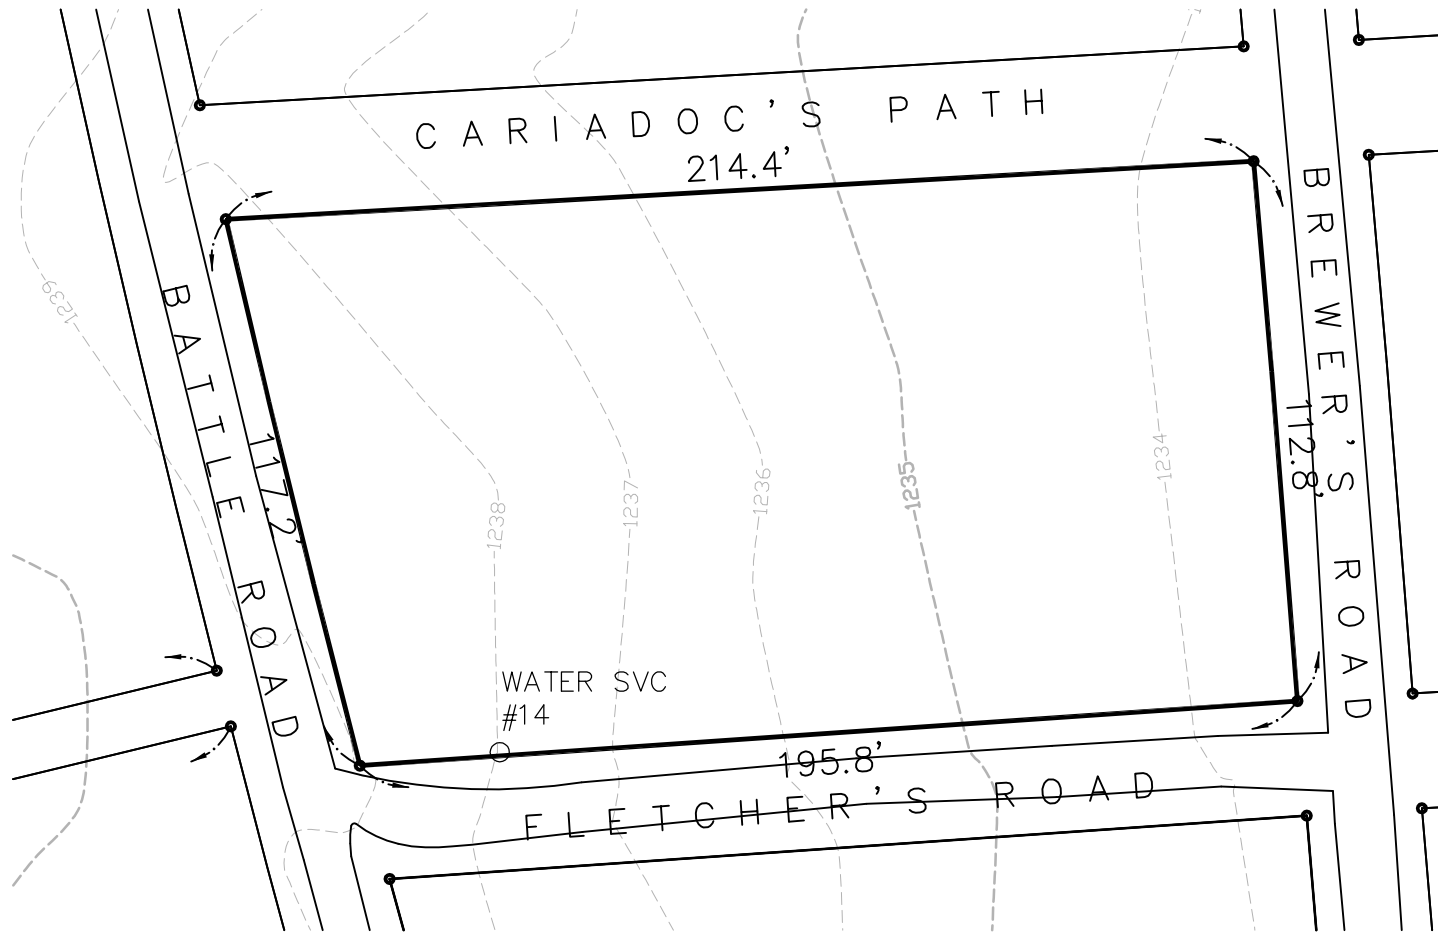 CARIADOC'S PATH
214.4'
BREWER'S ROAD
BATTLE ROAD
1239
117.2'
112.8'
1238
1237
1236
1235
1234
WATER SVC
#14
195.8'
FLETCHER'S ROAD